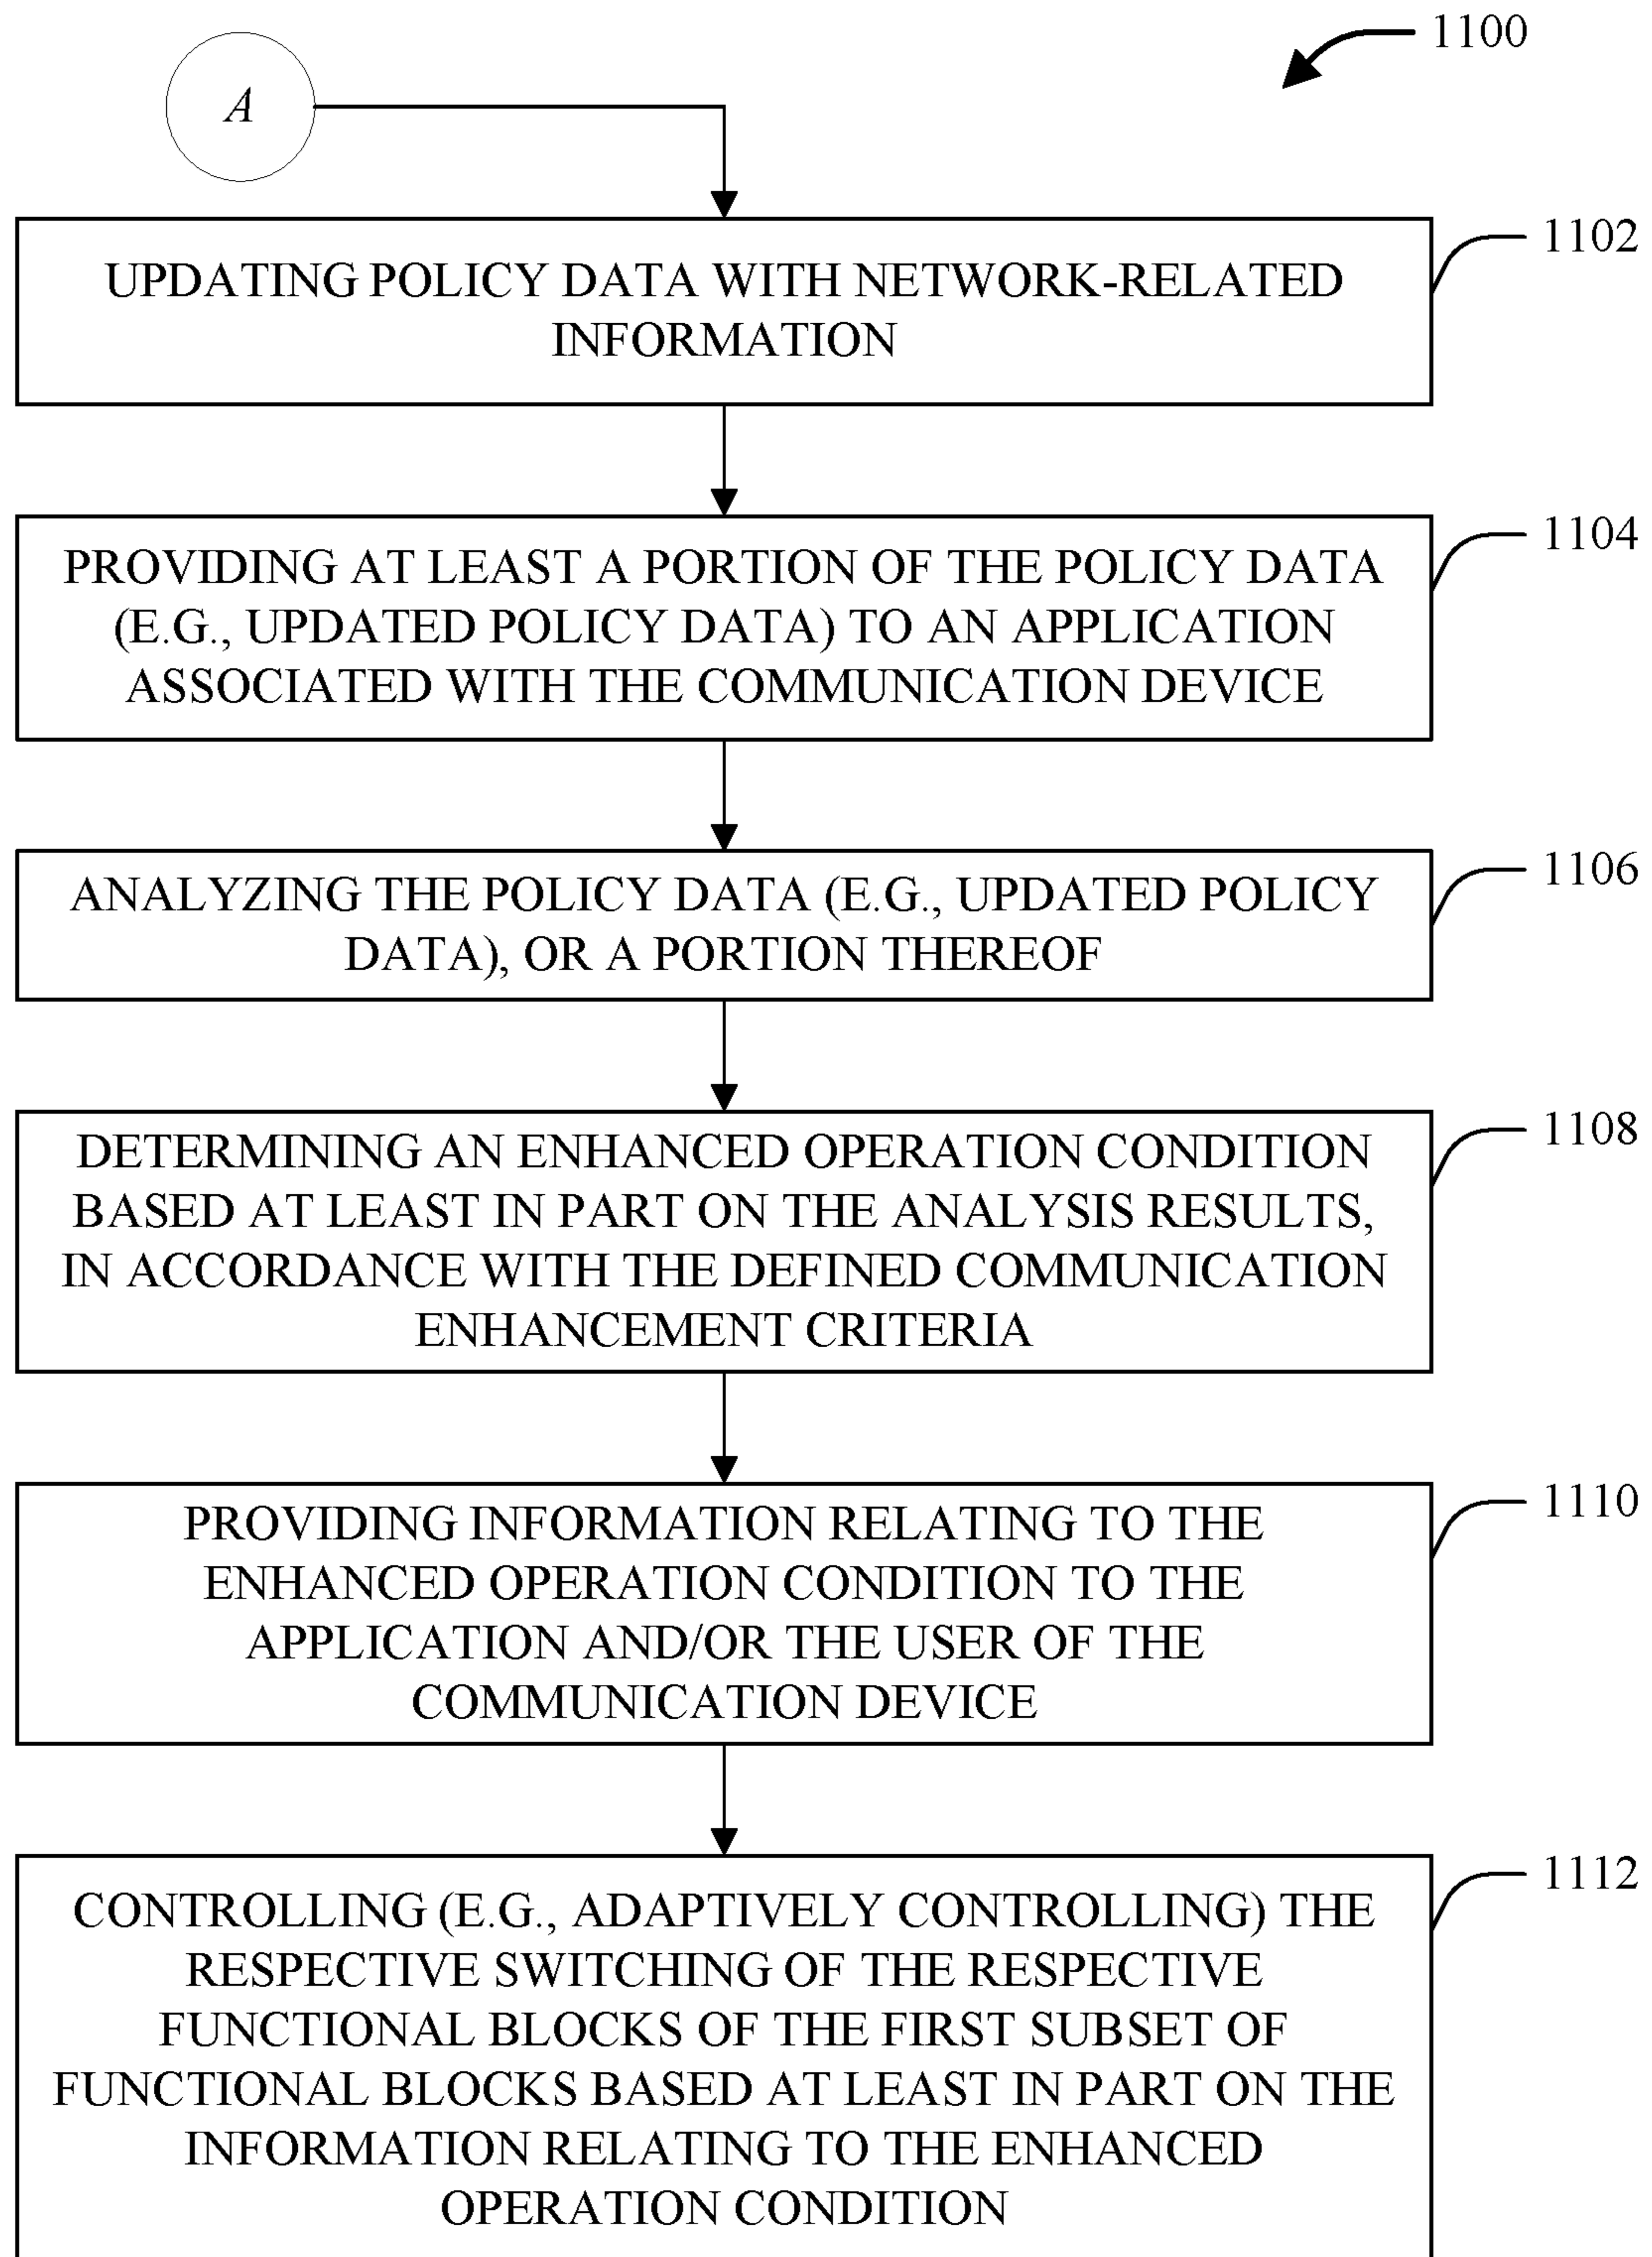 1100
A
1102
UPDATING POLICY DATA WITH NETWORK-RELATED
INFORMATION
1104
PROVIDING AT LEAST A PORTION OF THE POLICY DATA
(E.G., UPDATED POLICY DATA) TO AN APPLICATION
ASSOCIATED WITH THE COMMUNICATION DEVICE
1106
ANALYZING THE POLICY DATA (E.G., UPDATED POLICY
DATA), OR A PORTION THEREOF
1108
DETERMINING AN ENHANCED OPERATION CONDITION
BASED AT LEAST IN PART ON THE ANALYSIS RESULTS,
IN ACCORDANCE WITH THE DEFINED COMMUNICATION
ENHANCEMENT CRITERIA
1110
PROVIDING INFORMATION RELATING TO THE
ENHANCED OPERATION CONDITION TO THE
APPLICATION AND/OR THE USER OF THE
COMMUNICATION DEVICE
1112
CONTROLLING (E.G., ADAPTIVELY CONTROLLING) THE
RESPECTIVE SWITCHING OF THE RESPECTIVE
FUNCTIONAL BLOCKS OF THE FIRST SUBSET OF
FUNCTIONAL BLOCKS BASED AT LEAST IN PART ON THE
INFORMATION RELATING TO THE ENHANCED
OPERATION CONDITION